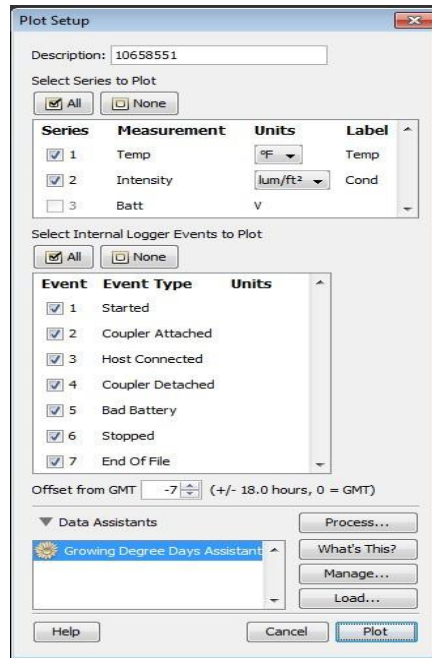 Plot Setup
Description: 10658551
Select Series to Plot
All None
Series Measurement Units Label
1 Temp °F Temp
2 Intensity lum/ft² Cond
3 Batt V
Select Internal Logger Events to Plot
All None
Event Event Type Units
1 Started
2 Coupler Attached
3 Host Connected
4 Coupler Detached
5 Bad Battery
6 Stopped
7 End Of File
Offset from GMT -7 (+/- 18.0 hours, 0 = GMT)
Data Assistants Process...
Growing Degree Days Assistant What's This?
Manage...
Load...
Help Cancel Plot